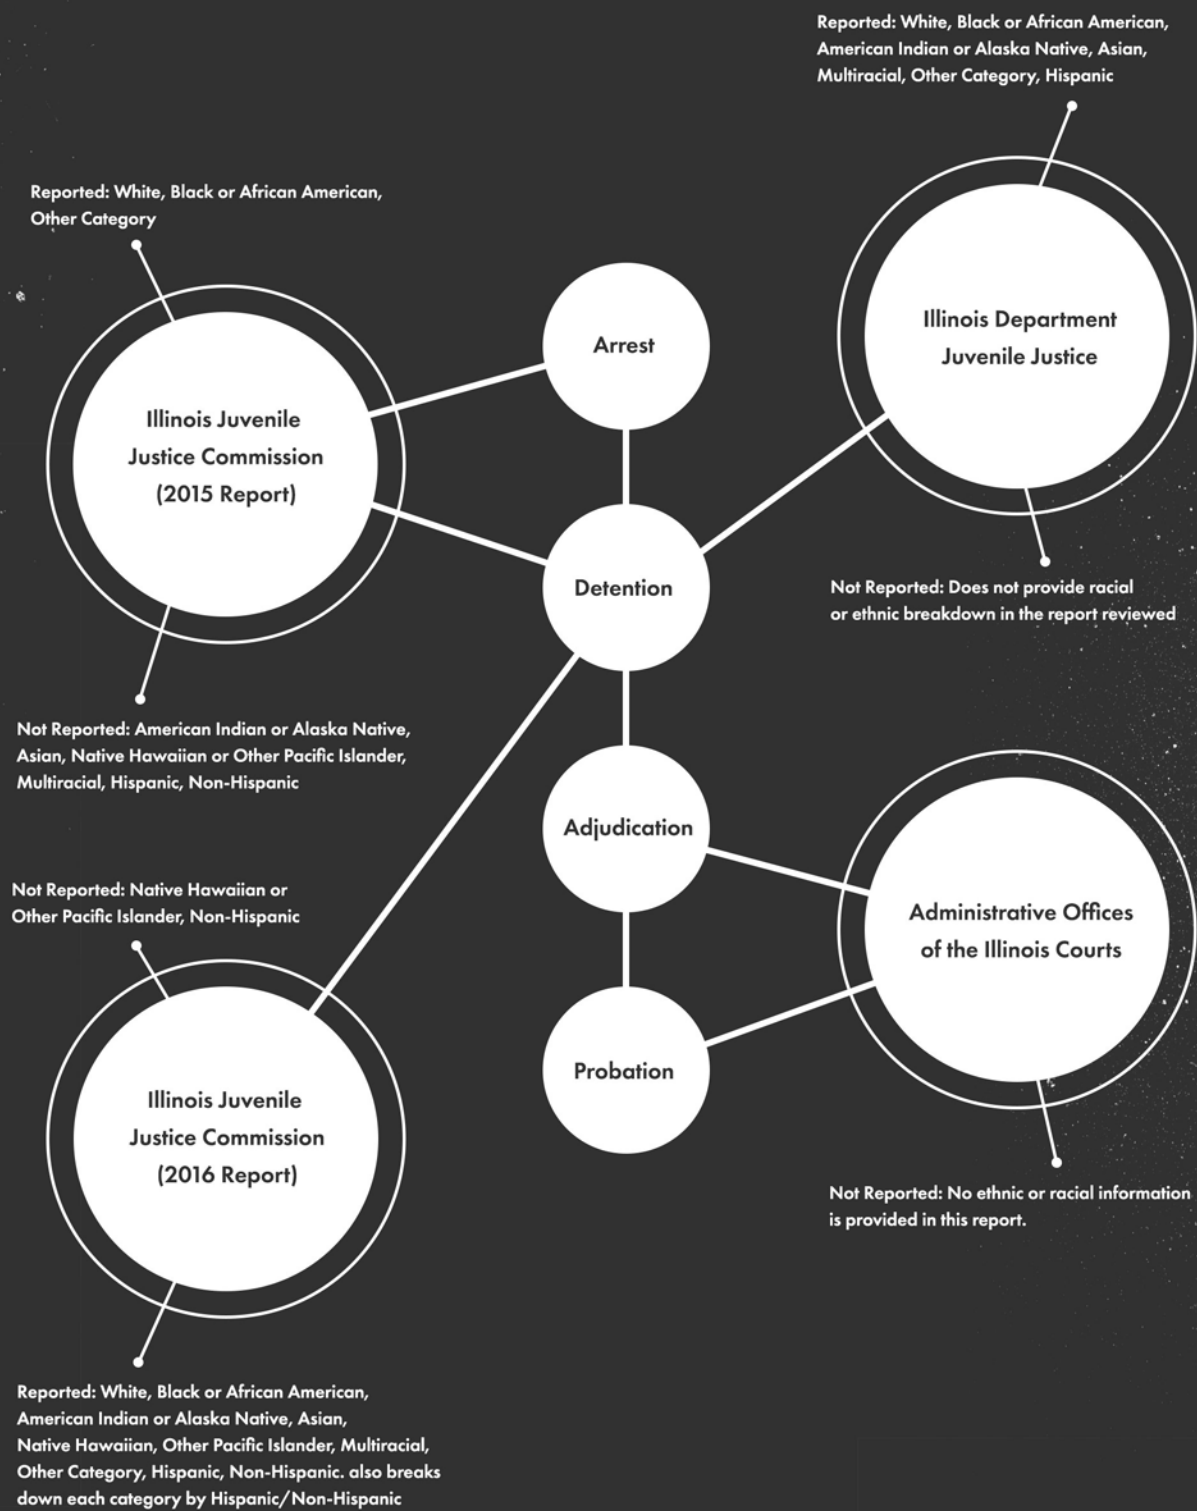 Reported: White, Black or African American,
American Indian or Alaska Native, Asian,
Multiracial, Other Category, Hispanic
Reported: White, Black or African American,
Other Category
Arrest
Illinois Department
Juvenile Justice
Illinois Juvenile
Justice Commission
(2015 Report)
Detention
Not Reported: Does not provide racial
or ethnic breakdown in the report reviewed
Not Reported: American Indian or Alaska Native,
Asian, Native Hawaiian or Other Pacific Islander,
Multiracial, Hispanic, Non-Hispanic
Adjudication
Not Reported: Native Hawaiian or
Other Pacific Islander, Non-Hispanic
Administrative Offices
of the Illinois Courts
Probation
Illinois Juvenile
Justice Commission
(2016 Report)
Not Reported: No ethnic or racial information
is provided in this report.
Reported: White, Black or African American,
American Indian or Alaska Native, Asian,
Native Hawaiian, Other Pacific Islander, Multiracial,
Other Category, Hispanic, Non-Hispanic. also breaks
down each category by Hispanic/Non-Hispanic